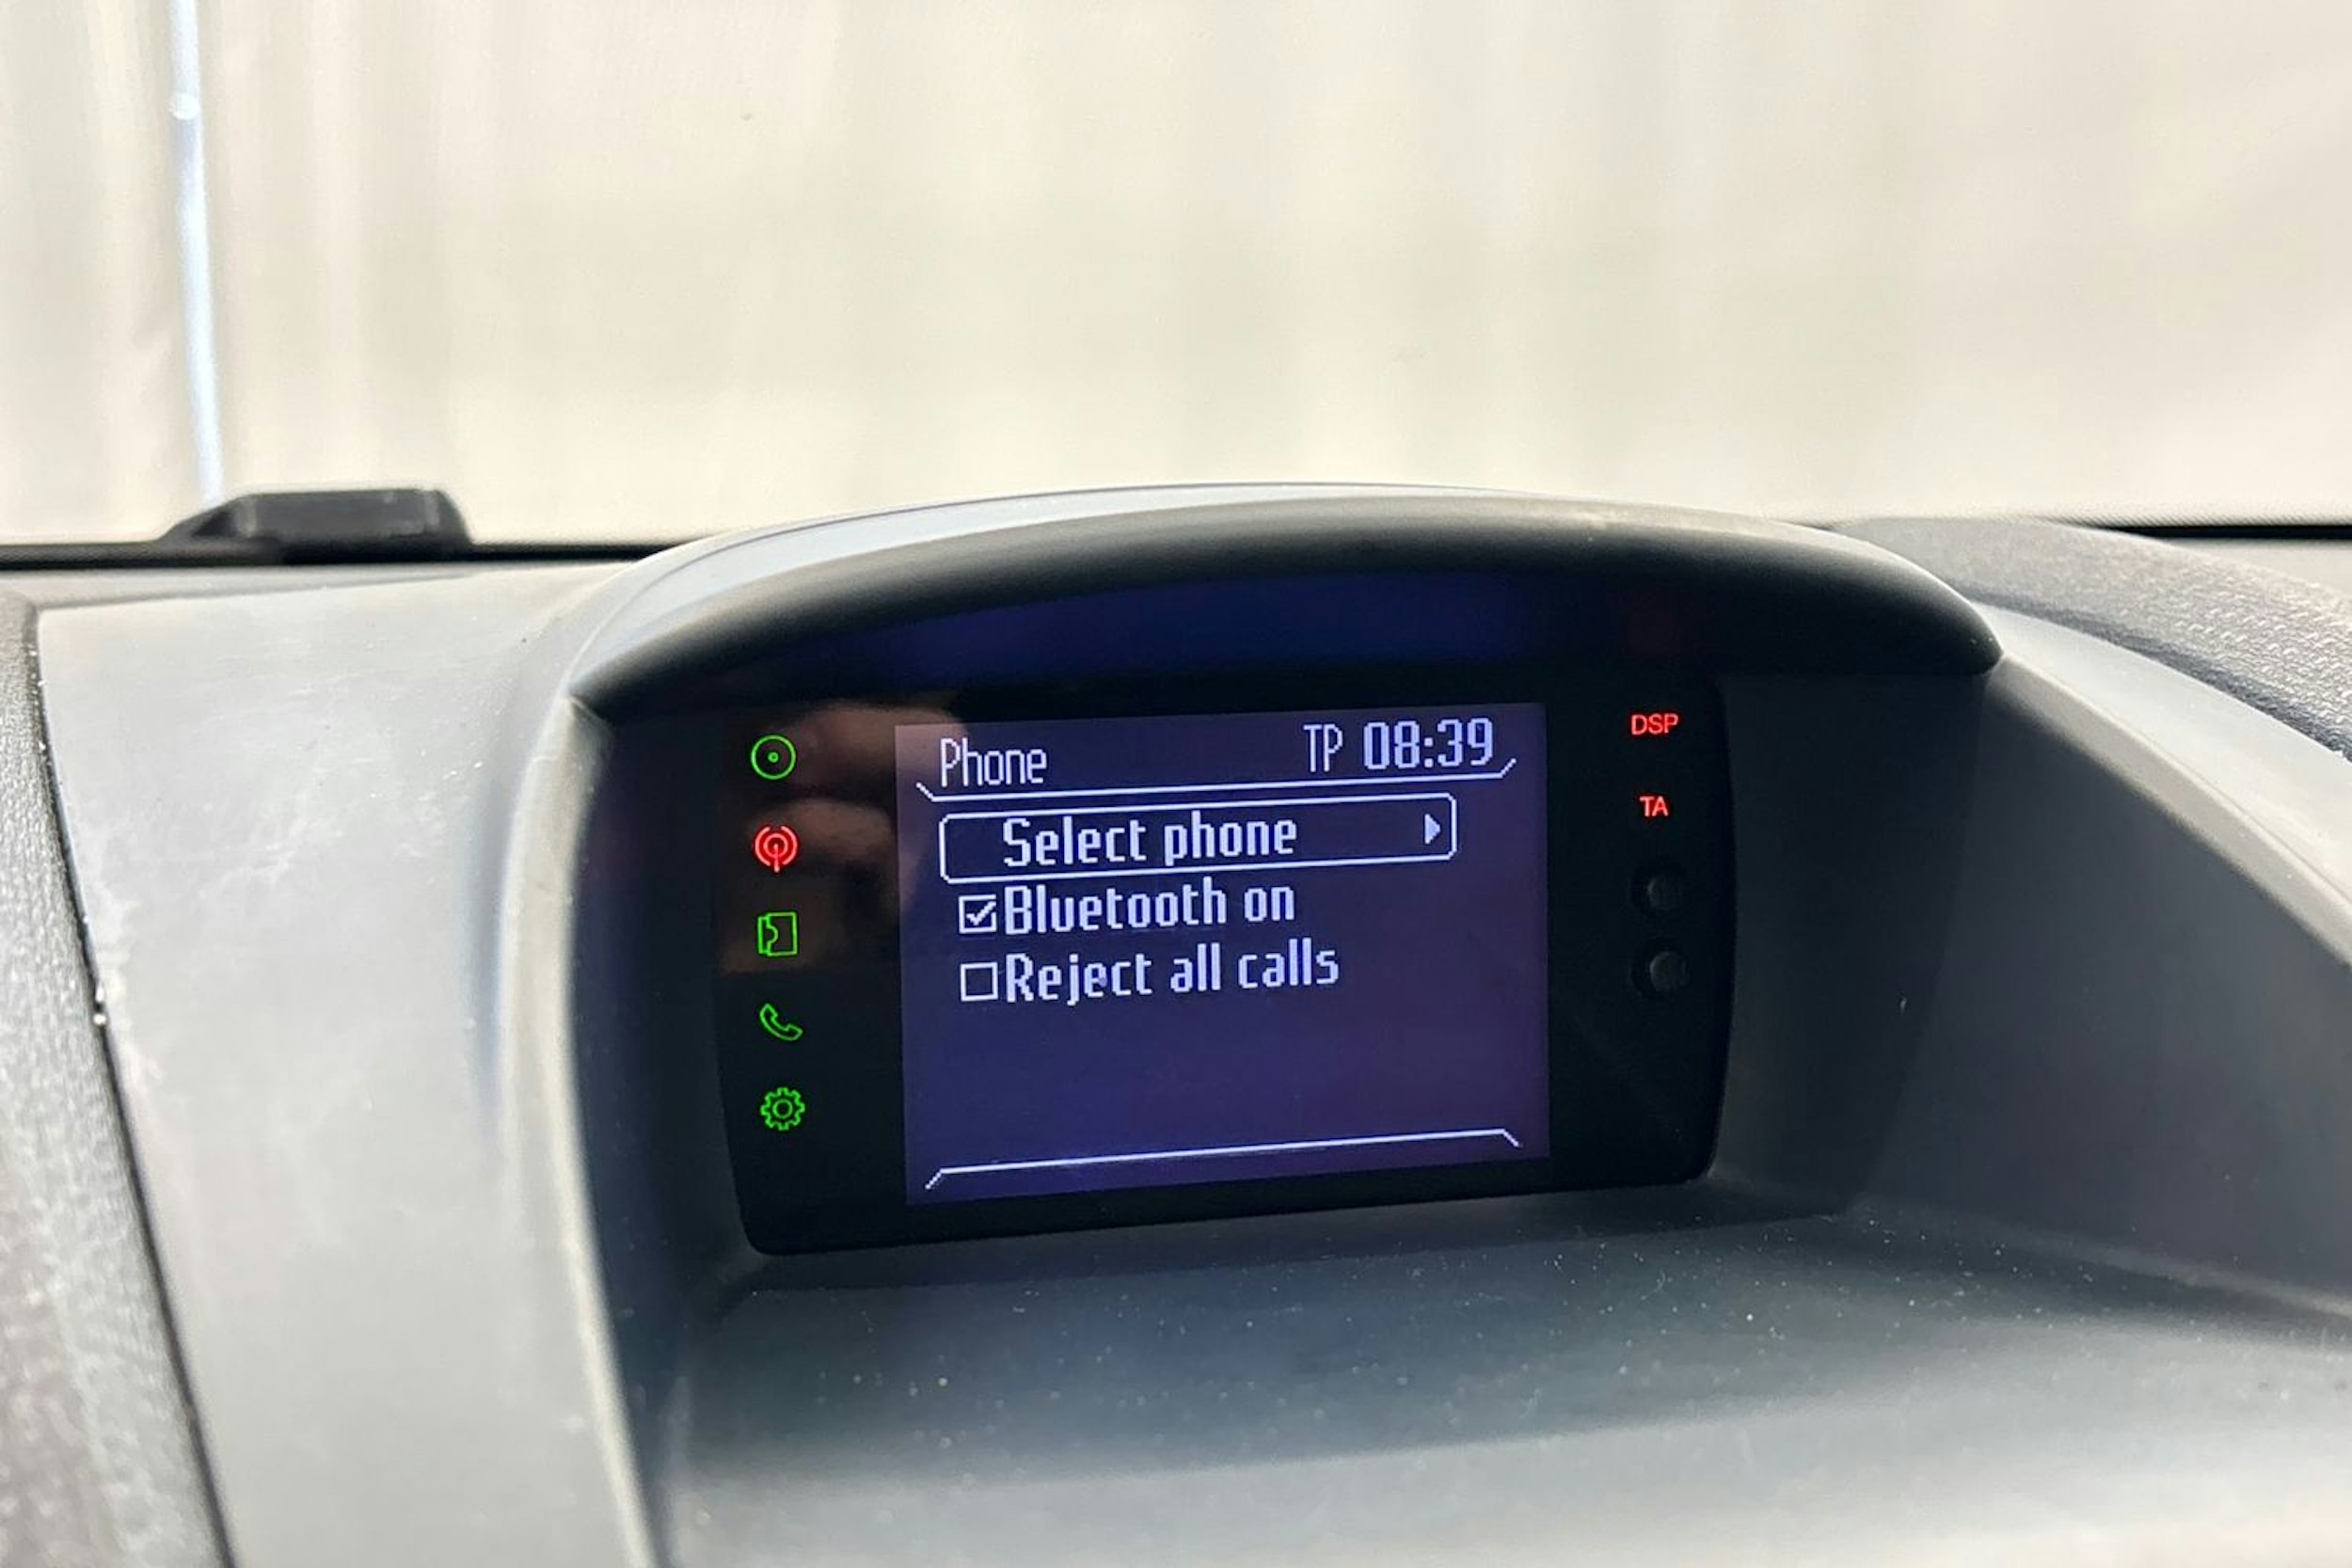 Phone TP 08:39
Select phone
Bluetooth on
Reject all calls
DSP
TA